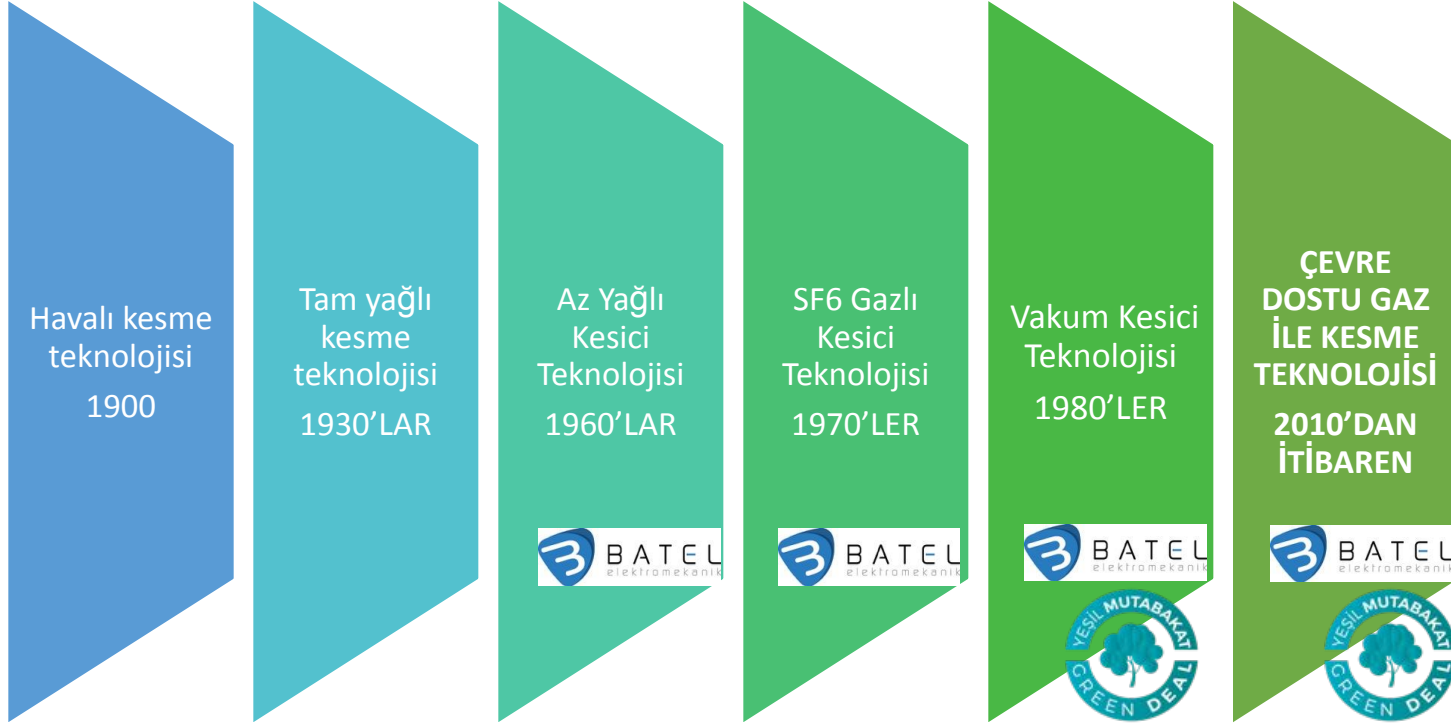 Havalı kesme
teknolojisi
1900
Tam yağlı
kesme
teknolojisi
1930’LAR
Az Yağlı
Kesici
Teknolojisi
1960’LAR
BATEL
elektromekanik
SF6 Gazlı
Kesici
Teknolojisi
1970’LER
BATEL
elektromekanik
Vakum Kesici
Teknolojisi
1980’LER
BATEL
elektromekanik
YEŞİL MUTABAKAT
GREEN DEAL
ÇEVRE
DOSTU GAZ
İLE KESME
TEKNOLOJİSİ
2010’DAN
İTİBAREN
BATEL
elektromekanik
YEŞİL MUTABAKAT
GREEN DEAL